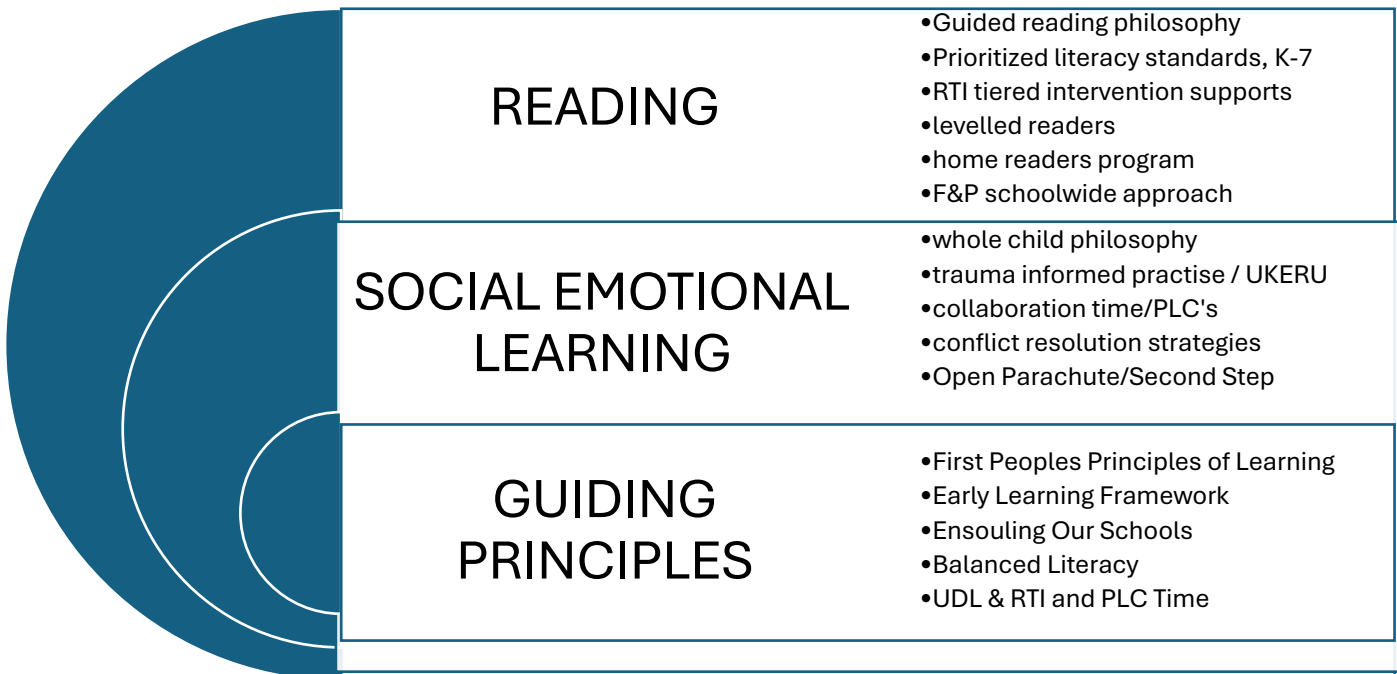 READING
•Guided reading philosophy
•Prioritized literacy standards, K-7
•RTI tiered intervention supports
•levelled readers
•home readers program
•F&P schoolwide approach
SOCIAL EMOTIONAL
LEARNING
•whole child philosophy
•trauma informed practise / UKERU
•collaboration time/PLC's
•conflict resolution strategies
•Open Parachute/Second Step
GUIDING
PRINCIPLES
•First Peoples Principles of Learning
•Early Learning Framework
•Ensouling Our Schools
•Balanced Literacy
•UDL & RTI and PLC Time